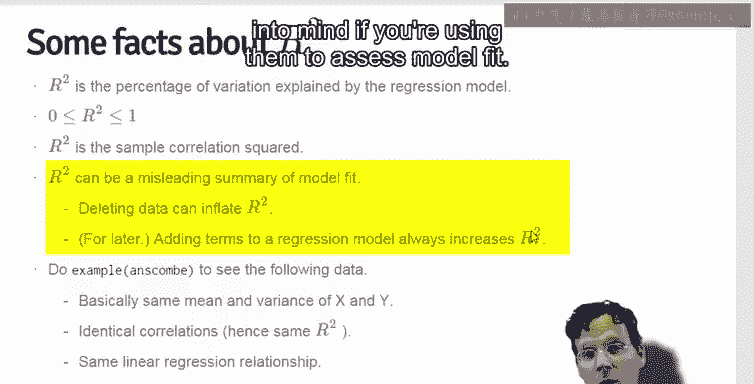 into mind if you're using
Some facts about
them to assess model fit.
· R² is the percentage of variation explained by the regression model.
· 0 ≤ R² ≤ 1
· R² is the sample correlation squared.
· R² can be a misleading summary of model fit.
- Deleting data can inflate R².
- (For later.) Adding terms to a regression model always increases R².
· Do example(anscombe) to see the following data.
- Basically same mean and variance of X and Y.
- Identical correlations (hence same R² ).
- Same linear regression relationship.